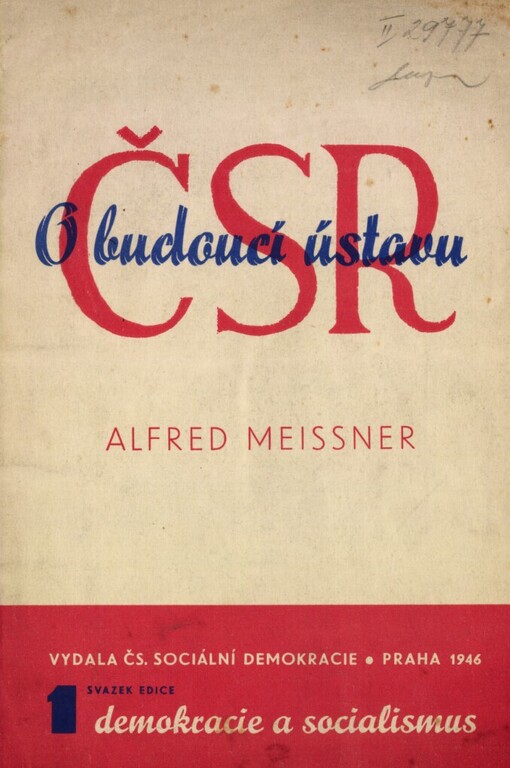 II 29777
ČSR
O budoucí ústavu
ALFRED MEISSNER
VYDALA ČS. SOCIÁLNÍ DEMOKRACIE • PRAHA 1946
1 SVAZEK EDICE
demokracie a socialismus